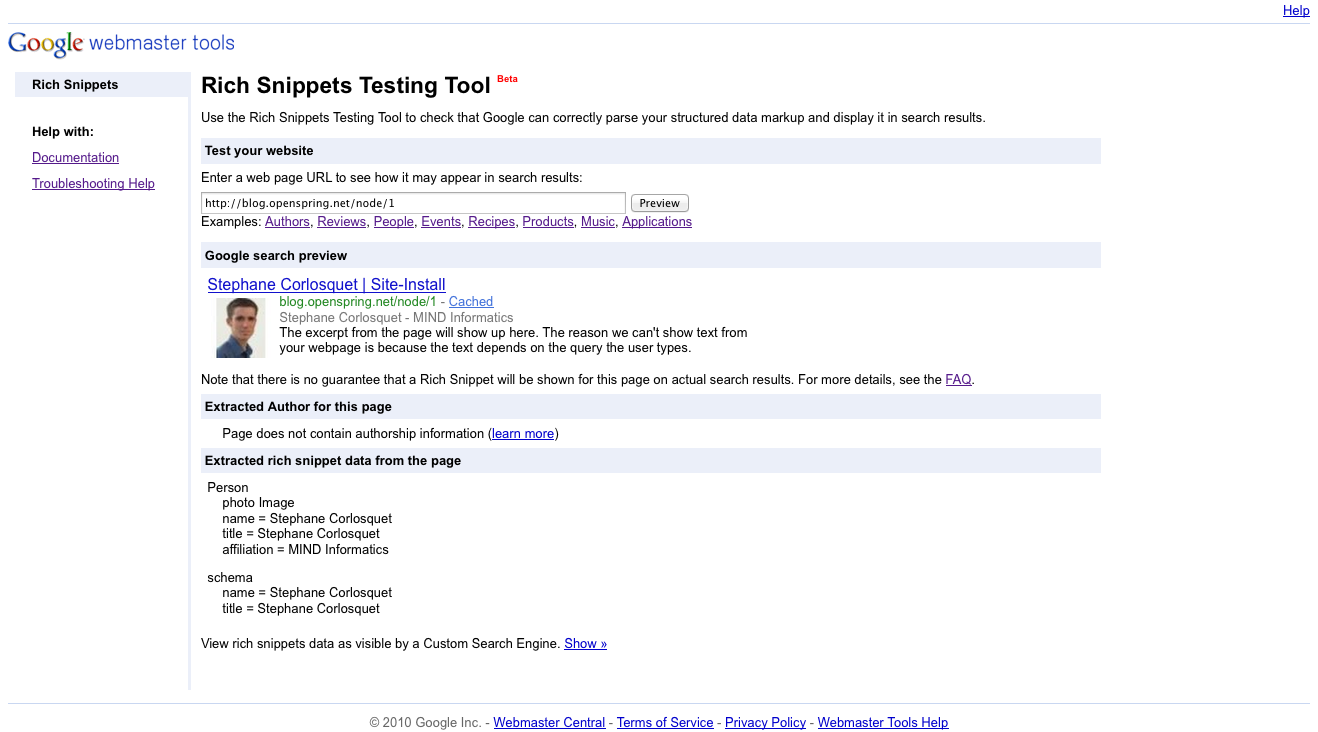 Help
Google webmaster tools
Rich Snippets
Help with:
Documentation
Troubleshooting Help
Rich Snippets Testing Tool Beta
Use the Rich Snippets Testing Tool to check that Google can correctly parse your structured data markup and display it in search results.
Test your website
Enter a web page URL to see how it may appear in search results:
http://blog.openspring.net/node/1 Preview
Examples: Authors, Reviews, People, Events, Recipes, Products, Music, Applications
Google search preview
Stephane Corlosquet | Site-Install
blog.openspring.net/node/1 - Cached
Stephane Corlosquet - MIND Informatics
The excerpt from the page will show up here. The reason we can't show text from
your webpage is because the text depends on the query the user types.
Note that there is no guarantee that a Rich Snippet will be shown for this page on actual search results. For more details, see the FAQ.
Extracted Author for this page
Page does not contain authorship information (learn more)
Extracted rich snippet data from the page
Person
photo Image
name = Stephane Corlosquet
title = Stephane Corlosquet
affiliation = MIND Informatics
schema
name = Stephane Corlosquet
title = Stephane Corlosquet
View rich snippets data as visible by a Custom Search Engine. Show »
© 2010 Google Inc. - Webmaster Central - Terms of Service - Privacy Policy - Webmaster Tools Help